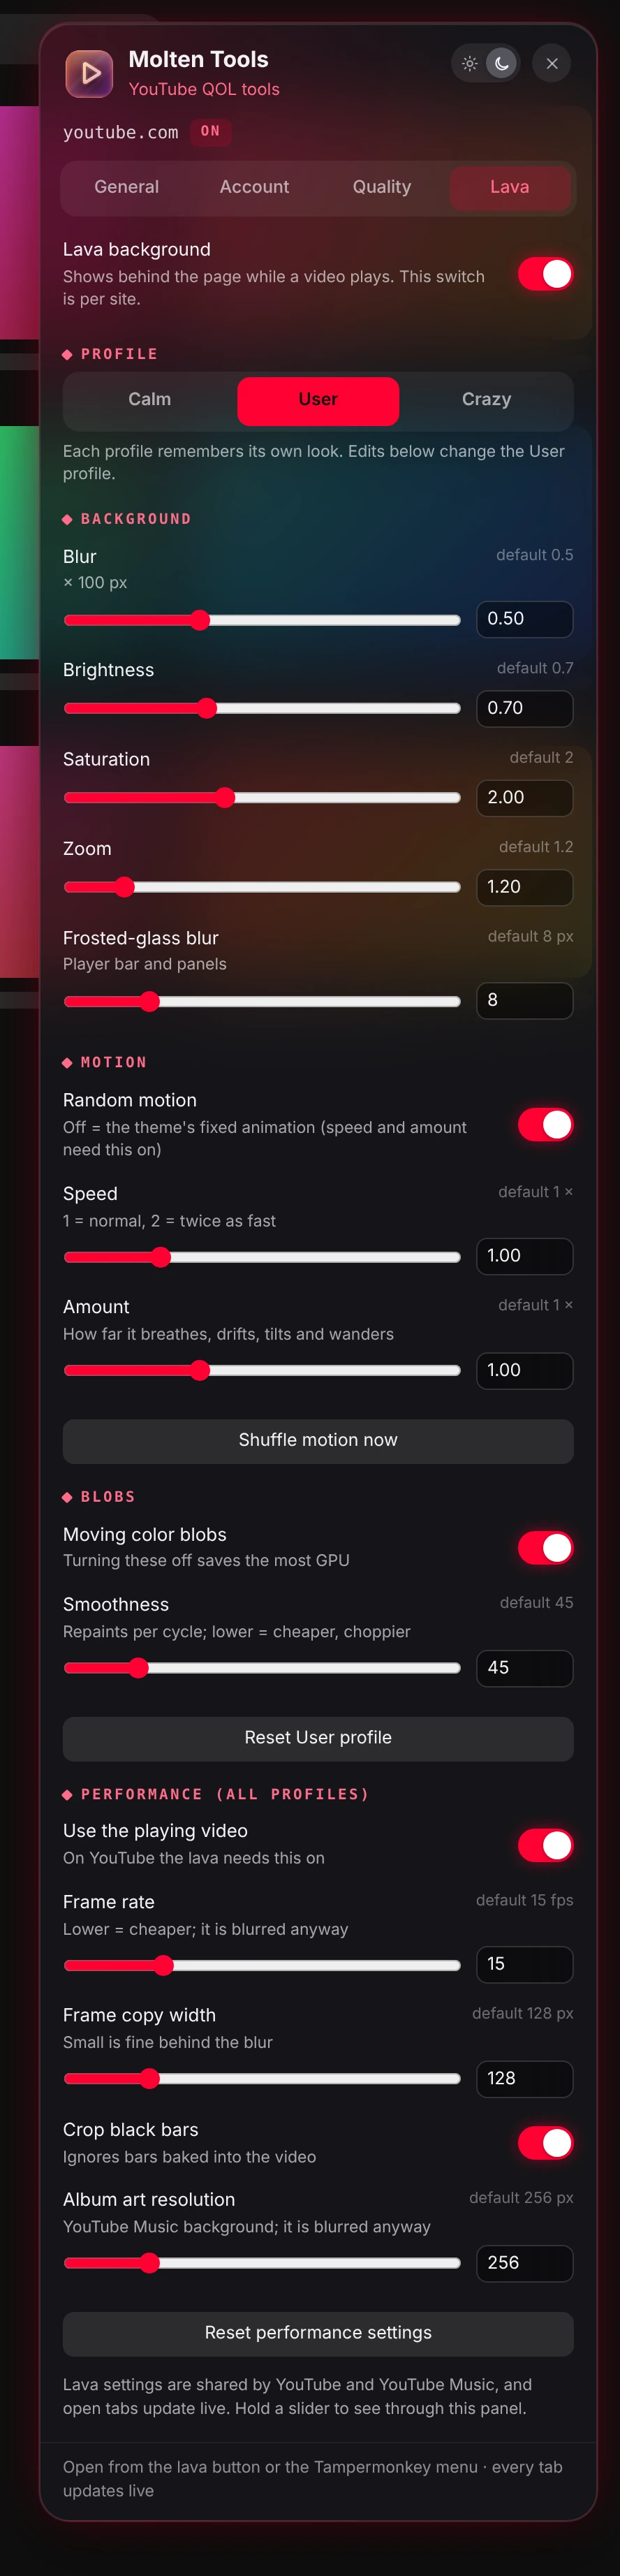 Molten Tools
YouTube QOL tools
youtube.com ON
General Account Quality Lava
Lava background
Shows behind the page while a video plays. This switch
is per site.
PROFILE
Calm User Crazy
Each profile remembers its own look. Edits below change the User
profile.
BACKGROUND
Blur default 0.5
× 100 px
0.50
Brightness default 0.7
0.70
Saturation default 2
2.00
Zoom default 1.2
1.20
Frosted-glass blur default 8 px
Player bar and panels
8
MOTION
Random motion
Off = the theme's fixed animation (speed and amount
need this on)
Speed default 1 ×
1 = normal, 2 = twice as fast
1.00
Amount default 1 ×
How far it breathes, drifts, tilts and wanders
1.00
Shuffle motion now
BLOBS
Moving color blobs
Turning these off saves the most GPU
Smoothness default 45
Repaints per cycle; lower = cheaper, choppier
45
Reset User profile
PERFORMANCE (ALL PROFILES)
Use the playing video
On YouTube the lava needs this on
Frame rate default 15 fps
Lower = cheaper; it is blurred anyway
15
Frame copy width default 128 px
Small is fine behind the blur
128
Crop black bars
Ignores bars baked into the video
Album art resolution default 256 px
YouTube Music background; it is blurred anyway
256
Reset performance settings
Lava settings are shared by YouTube and YouTube Music, and
open tabs update live. Hold a slider to see through this panel.
Open from the lava button or the Tampermonkey menu · every tab
updates live